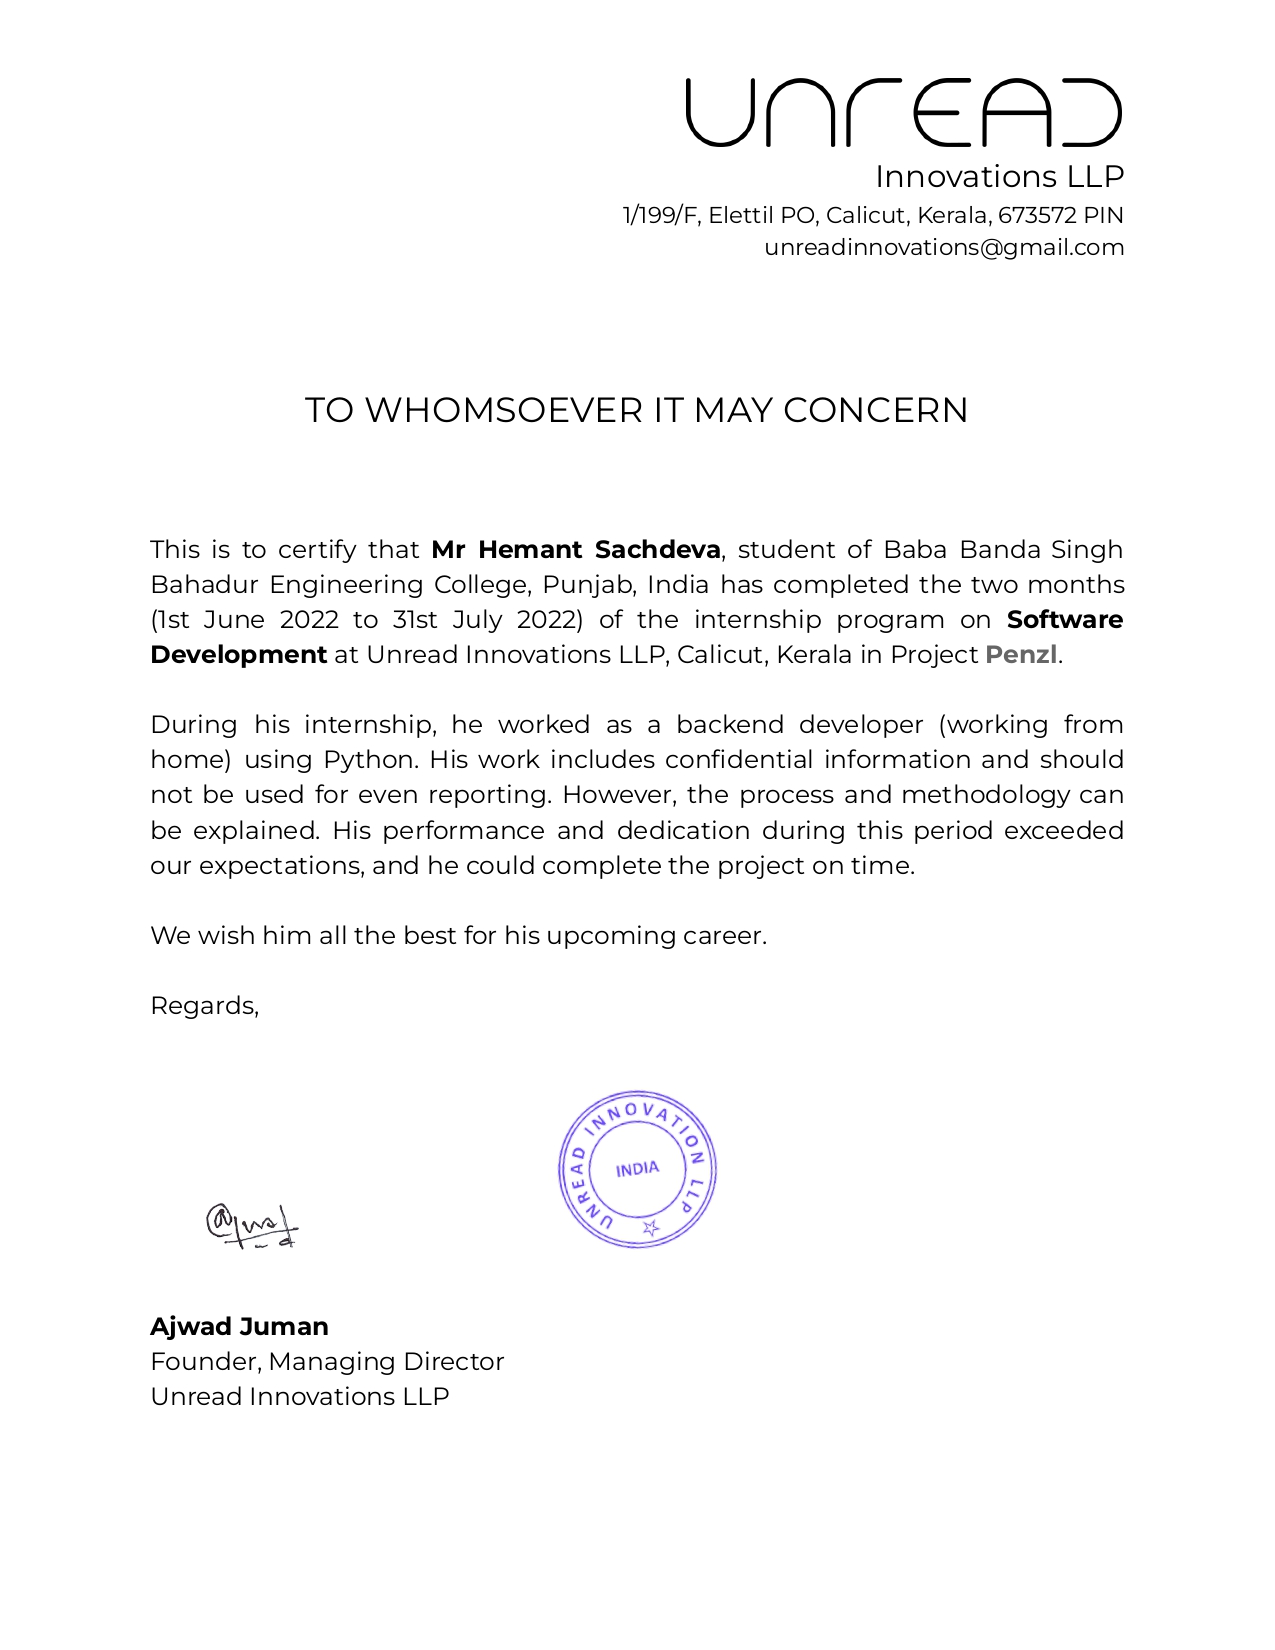 UNREAD
Innovations LLP
1/199/F, Elettil PO, Calicut, Kerala, 673572 PIN
unreadinnovations@gmail.com
TO WHOMSOEVER IT MAY CONCERN
This is to certify that Mr Hemant Sachdeva, student of Baba Banda Singh
Bahadur Engineering College, Punjab, India has completed the two months
(1st June 2022 to 31st July 2022) of the internship program on Software
Development at Unread Innovations LLP, Calicut, Kerala in Project Penzl.
During his internship, he worked as a backend developer (working from
home) using Python. His work includes confidential information and should
not be used for even reporting. However, the process and methodology can
be explained. His performance and dedication during this period exceeded
our expectations, and he could complete the project on time.
We wish him all the best for his upcoming career.
Regards,
UNREAD INNOVATION LLP
INDIA
Ajwad Juman
Founder, Managing Director
Unread Innovations LLP